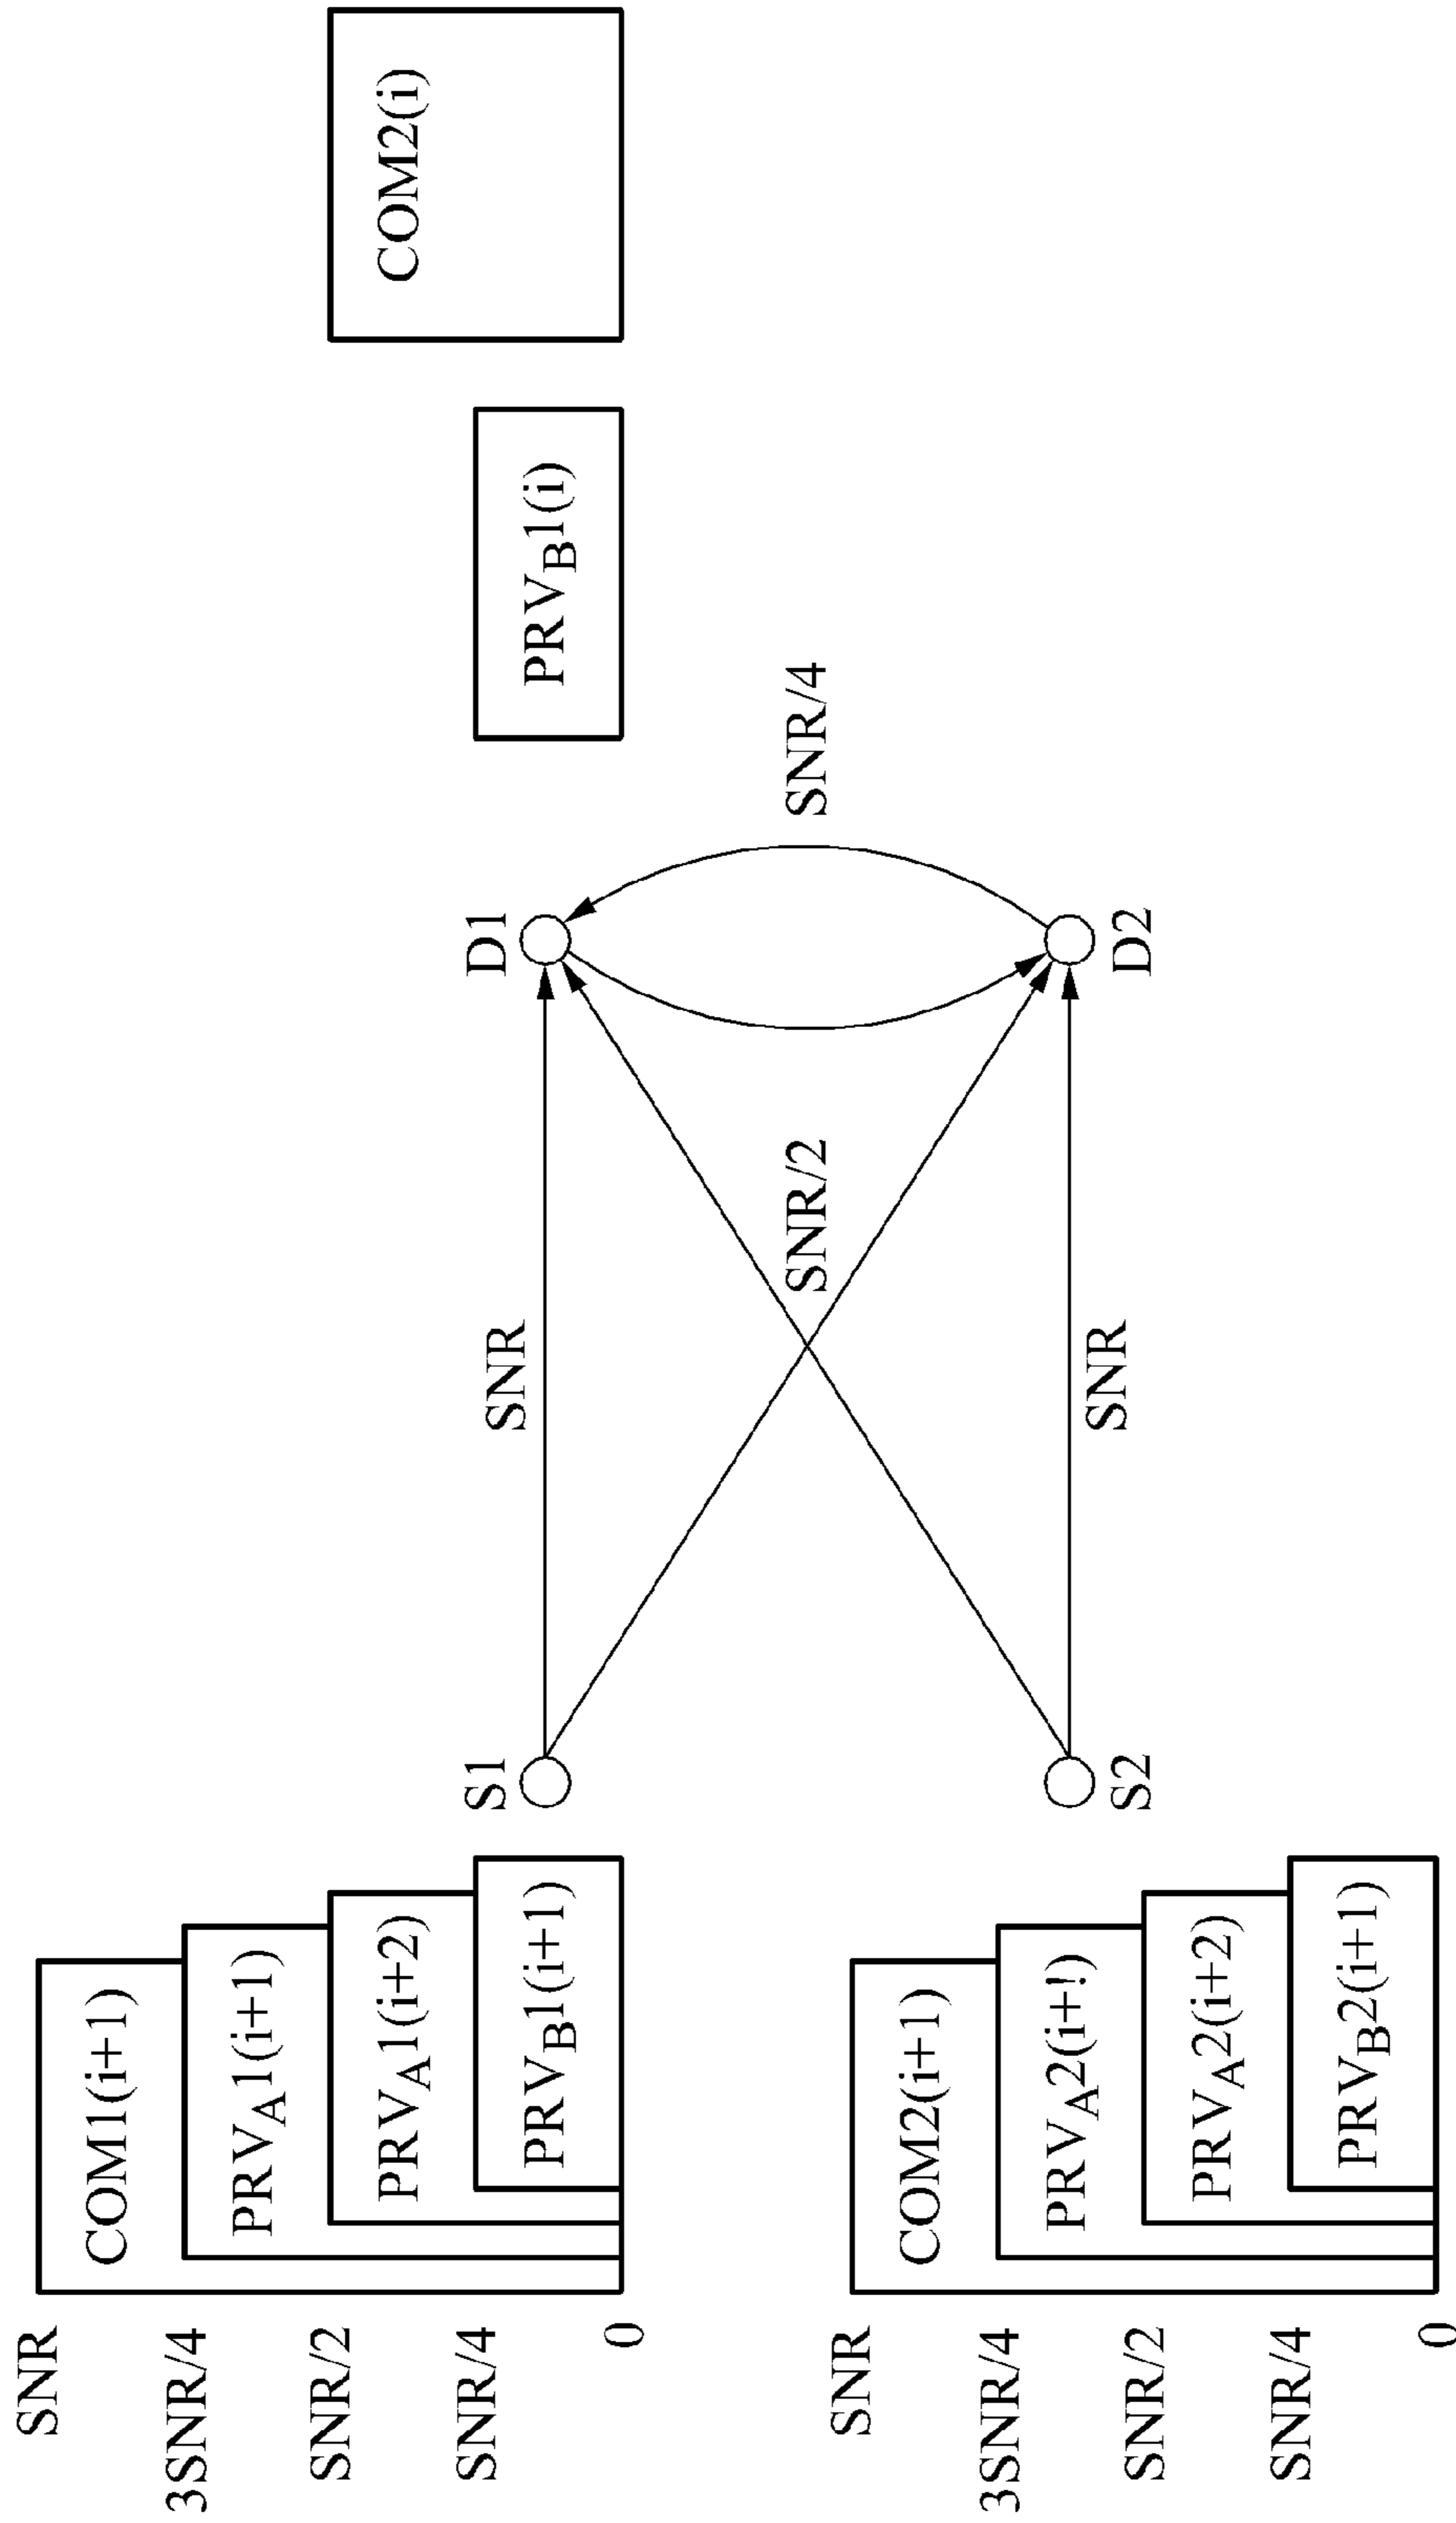 SNR
3SNR/4
SNR/2
SNR/4
0
COM1(i+1)
PRVA1(i+1)
PRVA1(i+2)
PRVB1(i+1)
S1
SNR
D1
PRVB1(i)
COM2(i)
SNR/2
SNR/4
SNR
3SNR/4
SNR/2
SNR/4
0
COM2(i+1)
PRVA2(i+!)
PRVA2(i+2)
PRVB2(i+1)
S2
SNR
D2